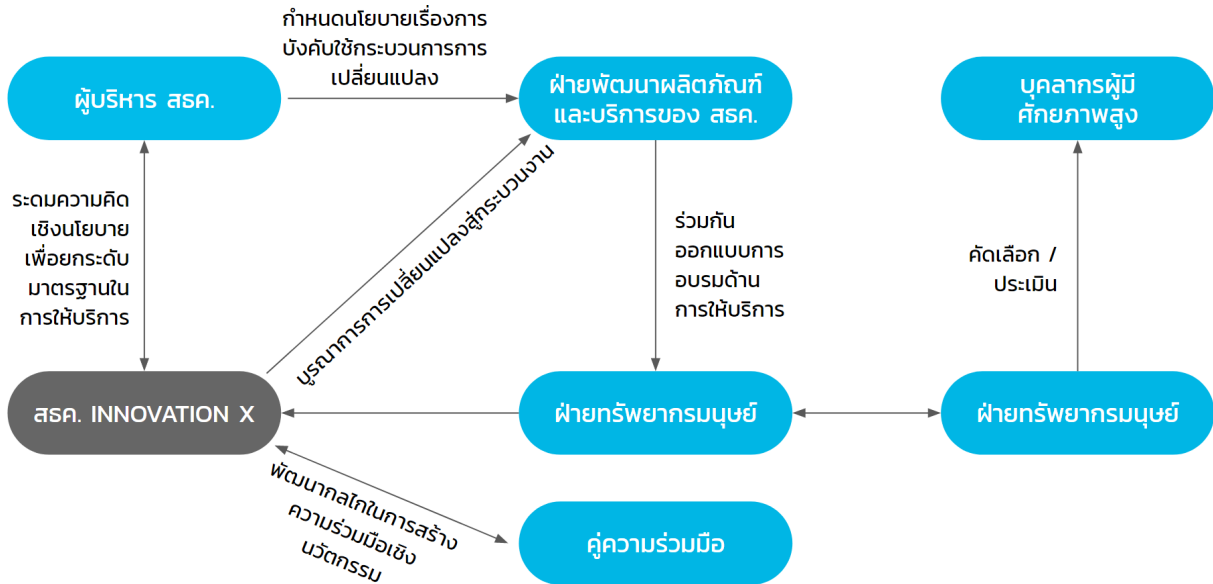 กำหนดนโยบายเรื่องการ
บังคับใช้กระบวนการการ
เปลี่ยนแปลง
ผู้บริหาร สธค.
ฝ่ายพัฒนาผลิตภัณฑ์
และบริการของ สธค.
บุคลากรผู้มี
ศักยภาพสูง
ระดมความคิด
เชิงนโยบาย
เพื่อยกระดับ
มาตรฐานใน
การให้บริการ
บูรณาการการเปลี่ยนแปลงสู่กระบวนงาน
ร่วมกัน
ออกแบบการ
อบรมด้าน
การให้บริการ
คัดเลือก /
ประเมิน
สธค. INNOVATION X
ฝ่ายทรัพยากรมนุษย์
ฝ่ายทรัพยากรมนุษย์
พัฒนากลไกในการสร้าง
ความร่วมมือเชิง
นวัตกรรม
คู่ความร่วมมือ